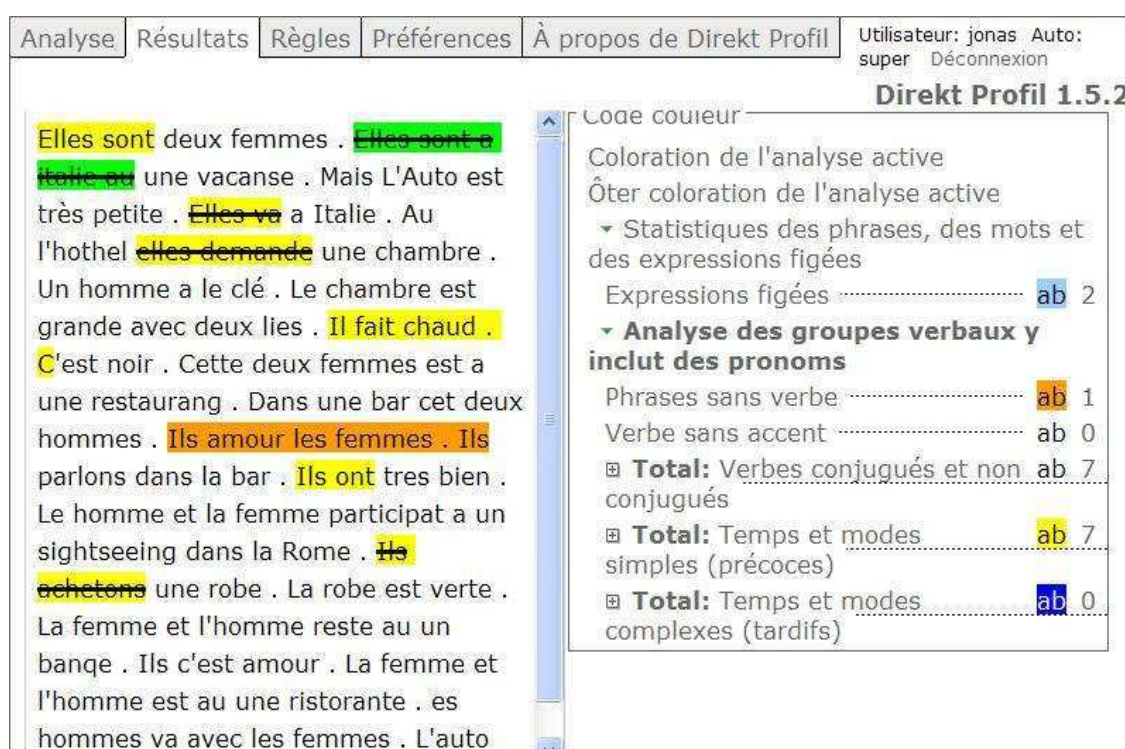 Analyse Résultats Règles Préférences À propos de Direkt Profil
Utilisateur: jonas Auto:
super Déconnexion
Direkt Profil 1.5.2
Elles sont deux femmes . Elles sont a
italie au une vacanse . Mais L'Auto est
très petite . Elles va a Italie . Au
l'hothel elles demande une chambre .
Un homme a le clé . Le chambre est
grande avec deux lies . Il fait chaud .
C'est noir . Cette deux femmes est a
une restaurang . Dans une bar cet deux
hommes . Ils amour les femmes . Ils
parlons dans la bar . Ils ont tres bien .
Le homme et la femme participat a un
sightseeing dans la Rome . Ils
achetons une robe . La robe est verte .
La femme et l'homme reste au un
banqe . Ils c'est amour . La femme et
l'homme est au une ristorante . es
hommes va avec les femmes . L'auto
Code couleur
Coloration de l'analyse active
Ôter coloration de l'analyse active
Statistiques des phrases, des mots et
des expressions figées
Expressions figées ab 2
Analyse des groupes verbaux y
inclut des pronoms
Phrases sans verbe ab 1
Verbe sans accent ab 0
Total: Verbes conjugués et non ab 7
conjugués
Total: Temps et modes ab 7
simples (précoces)
Total: Temps et modes ab 0
complexes (tardifs)